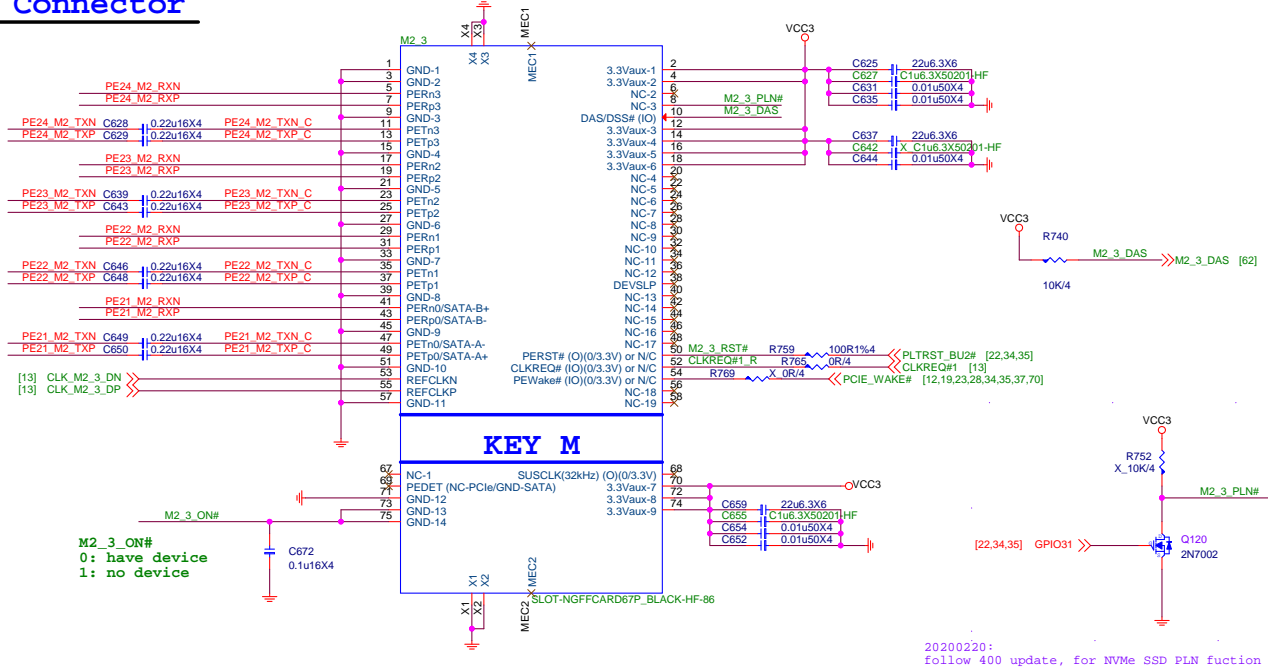 Connector
X4
X3
MEC1
VCC3
M2_3
X4
X3
MEC1
1 GND-1 3.3Vaux-1 2 C625 22u6.3X6
3 GND-2 3.3Vaux-2 4 C627 C1u6.3X50201-HF
PE24_M2_RXN 5 PERn3 NC-2 6 C631 0.01u50X4
PE24_M2_RXP 7 PERp3 NC-3 8 M2_3_PLN# C635 0.01u50X4
9 GND-3 DAS/DSS# (IO) 10 M2_3_DAS
PE24_M2_TXN C628 0.22u16X4 PE24_M2_TXN_C 11 PETn3 3.3Vaux-3 12
PE24_M2_TXP C629 0.22u16X4 PE24_M2_TXP_C 13 PETp3 3.3Vaux-4 14 C637 22u6.3X6
15 GND-4 3.3Vaux-5 16 C642 X_C1u6.3X50201-HF
PE23_M2_RXN 17 PERn2 3.3Vaux-6 18 C644 0.01u50X4
PE23_M2_RXP 19 PERp2 NC-4 20
21 GND-5 NC-5 22
PE23_M2_TXN C639 0.22u16X4 PE23_M2_TXN_C 23 PETn2 NC-6 24
PE23_M2_TXP C643 0.22u16X4 PE23_M2_TXP_C 25 PETp2 NC-7 26
27 GND-6 NC-8 28
PE22_M2_RXN 29 PERn1 NC-9 30
PE22_M2_RXP 31 PERp1 NC-10 32
33 GND-7 NC-11 34
PE22_M2_TXN C646 0.22u16X4 PE22_M2_TXN_C 35 PETn1 NC-12 36
PE22_M2_TXP C648 0.22u16X4 PE22_M2_TXP_C 37 PETp1 DEVSLP 38
39 GND-8 NC-13 40
PE21_M2_RXN 41 PERn0/SATA-B+ NC-14 42
PE21_M2_RXP 43 PERp0/SATA-B- NC-15 44
45 GND-9 NC-16 46
PE21_M2_TXN C649 0.22u16X4 PE21_M2_TXN_C 47 PETn0/SATA-A- NC-17 48
PE21_M2_TXP C650 0.22u16X4 PE21_M2_TXP_C 49 PETp0/SATA-A+ PERST# (O)(0/3.3V) or N/C 50 M2_3_RST# R759 100R1%4 PLTRST_BU2# [22,34,35]
51 GND-10 CLKREQ# (IO)(0/3.3V) or N/C 52 CLKREQ#1_R R765 0R/4 CLKREQ#1 [13]
[13] CLK_M2_3_DN 53 REFCLKN PEWake# (IO)(0/3.3V) or N/C 54 R769 X_0R/4 PCIE_WAKE# [12,19,23,28,34,35,37,70]
[13] CLK_M2_3_DP 55 REFCLKP NC-18 56
57 GND-11 NC-19 58
VCC3
R740
M2_3_DAS M2_3_DAS [62]
10K/4
KEY M
67 NC-1 SUSCLK(32kHz) (O)(0/3.3V) 68
69 PEDET (NC-PCIe/GND-SATA) 3.3Vaux-7 70 VCC3
71 GND-12 3.3Vaux-8 72
73 GND-13 3.3Vaux-9 74 C659 22u6.3X6
M2_3_ON# 75 GND-14 C655 C1u6.3X50201-HF
C654 0.01u50X4
C652 0.01u50X4
M2_3_ON#
0: have device
1: no device
C672
0.1u16X4
X1
X2
MEC2
X1
X2
MEC2
SLOT-NGFFCARD67P_BLACK-HF-86
VCC3
R752
X_10K/4
M2_3_PLN#
[22,34,35] GPIO31
Q120
2N7002
20200220:
follow 400 update, for NVMe SSD PLN fuction